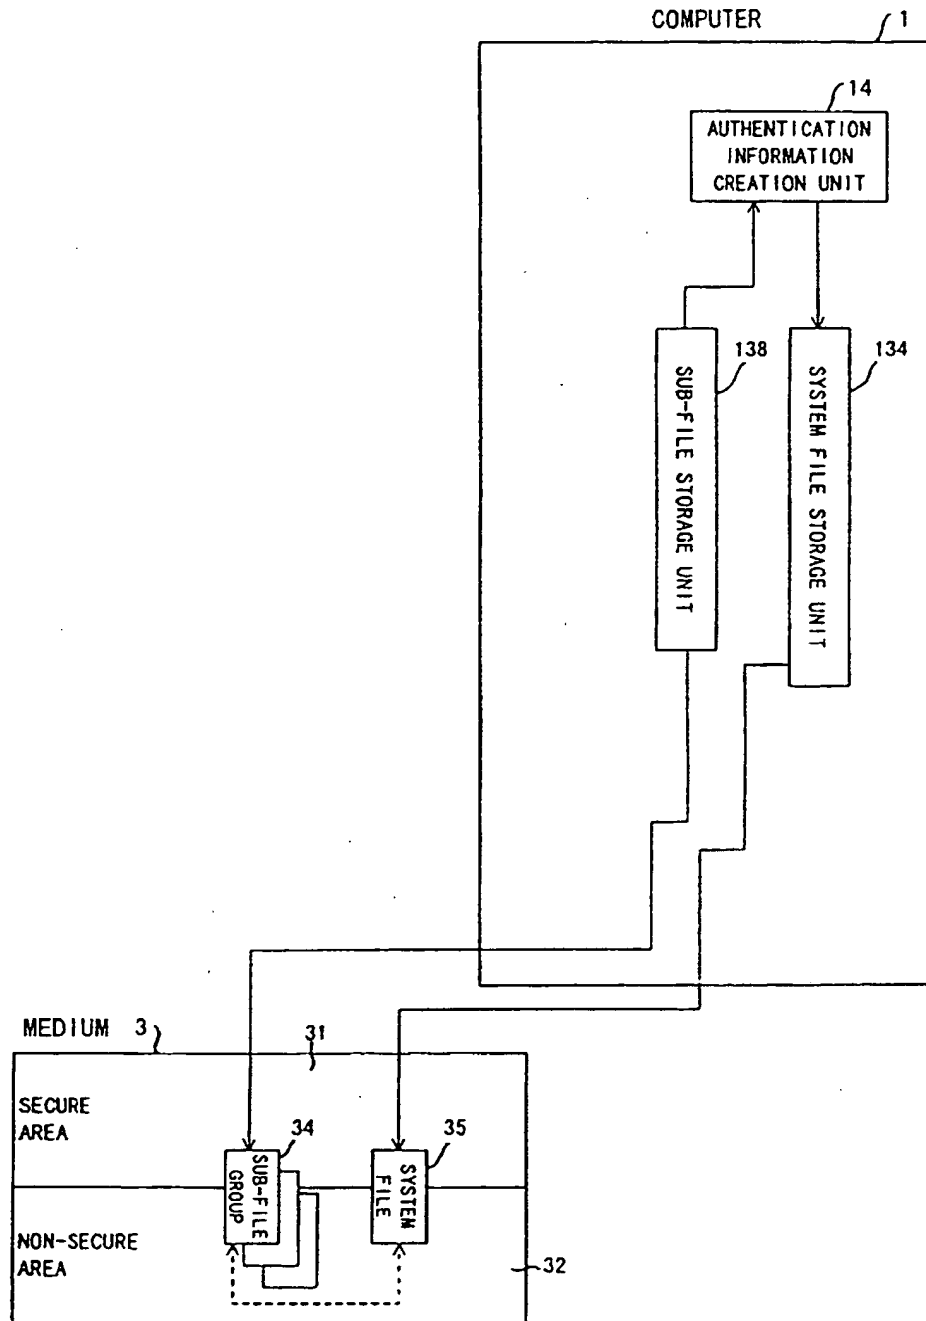 COMPUTER 1
14
AUTHENTICATION
INFORMATION
CREATION UNIT
138
134
SUB-FILE STORAGE UNIT
SYSTEM FILE STORAGE UNIT
MEDIUM 3
31
SECURE
AREA
34
35
SUB-FILE
GROUP
SYSTEM
FILE
NON-SECURE
AREA
32